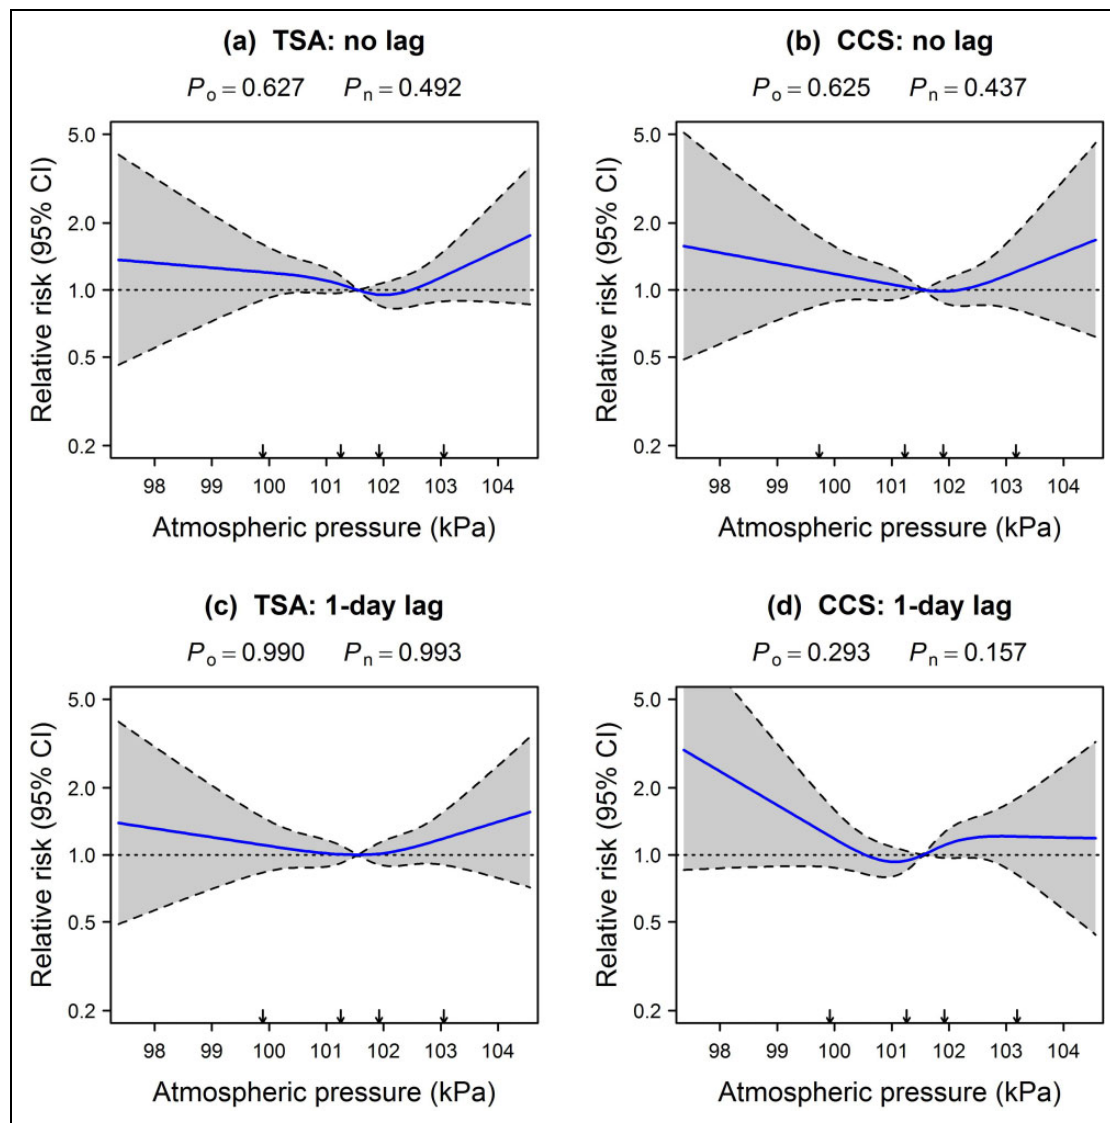 (a) TSA: no lag
Po = 0.627 Pn = 0.492
Relative risk (95% CI)
5.0
2.0
1.0
0.5
0.2
98 99 100 101 102 103 104
Atmospheric pressure (kPa)
(b) CCS: no lag
Po = 0.625 Pn = 0.437
Relative risk (95% CI)
5.0
2.0
1.0
0.5
0.2
98 99 100 101 102 103 104
Atmospheric pressure (kPa)
(c) TSA: 1-day lag
Po = 0.990 Pn = 0.993
Relative risk (95% CI)
5.0
2.0
1.0
0.5
0.2
98 99 100 101 102 103 104
Atmospheric pressure (kPa)
(d) CCS: 1-day lag
Po = 0.293 Pn = 0.157
Relative risk (95% CI)
5.0
2.0
1.0
0.5
0.2
98 99 100 101 102 103 104
Atmospheric pressure (kPa)